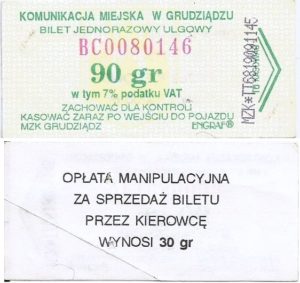 KOMUNIKACJA MIEJSKA W GRUDZIĄDZU
BILET JEDNORAZOWY ULGOWY
BC0080146
90 gr
w tym 7% podatku VAT
ZACHOWAĆ DLA KONTROLI
KASOWAĆ ZARAZ PO WEJŚCIU DO POJAZDU
MZK GRUDZIĄDZ
ENGRAF®
OPŁATA MANIPULACYJNA
ZA SPRZEDAŻ BILETU
PRZEZ KIEROWCĘ
WYNOSI 30 gr